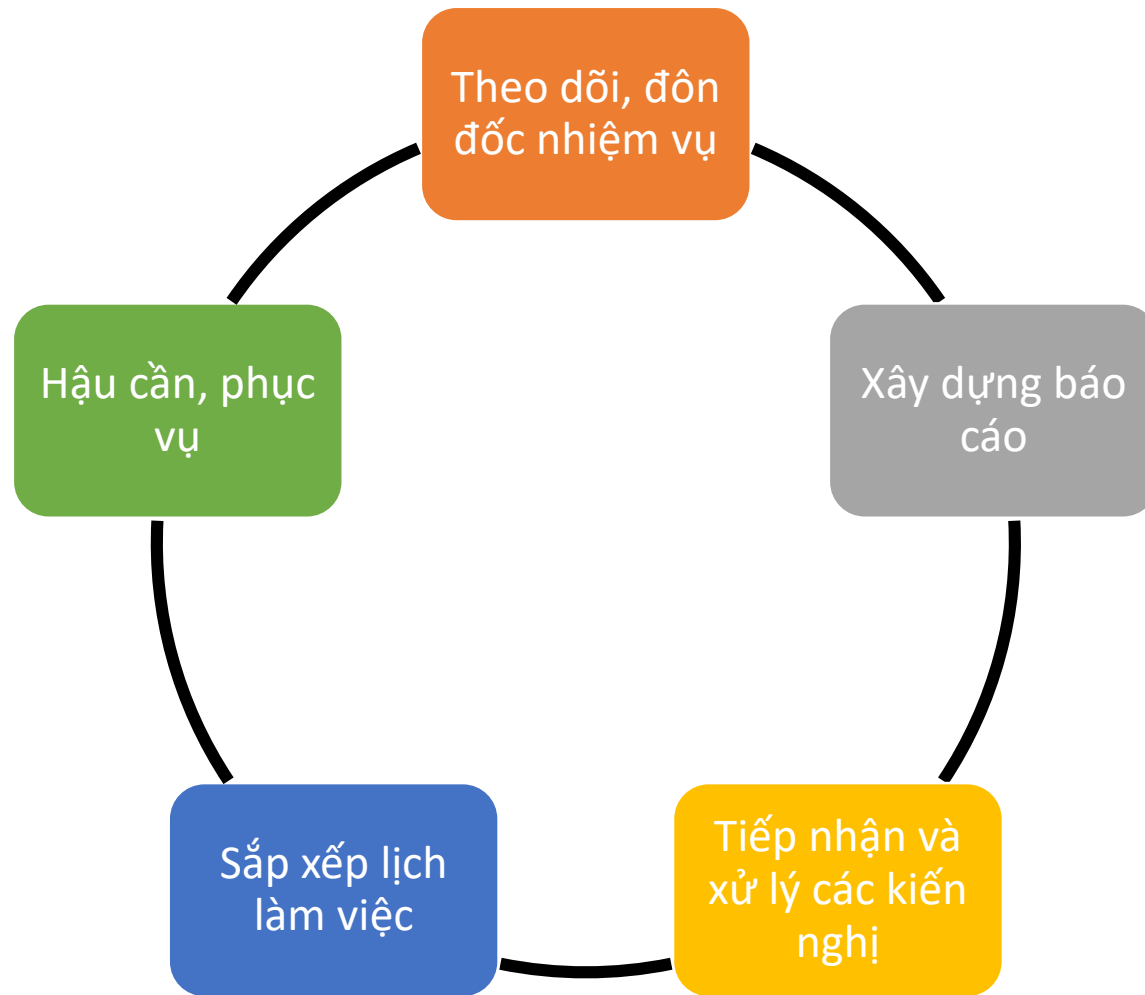 Theo dõi, đôn
đốc nhiệm vụ
Xây dựng báo
cáo
Tiếp nhận và
xử lý các kiến
nghị
Sắp xếp lịch
làm việc
Hậu cần, phục
vụ